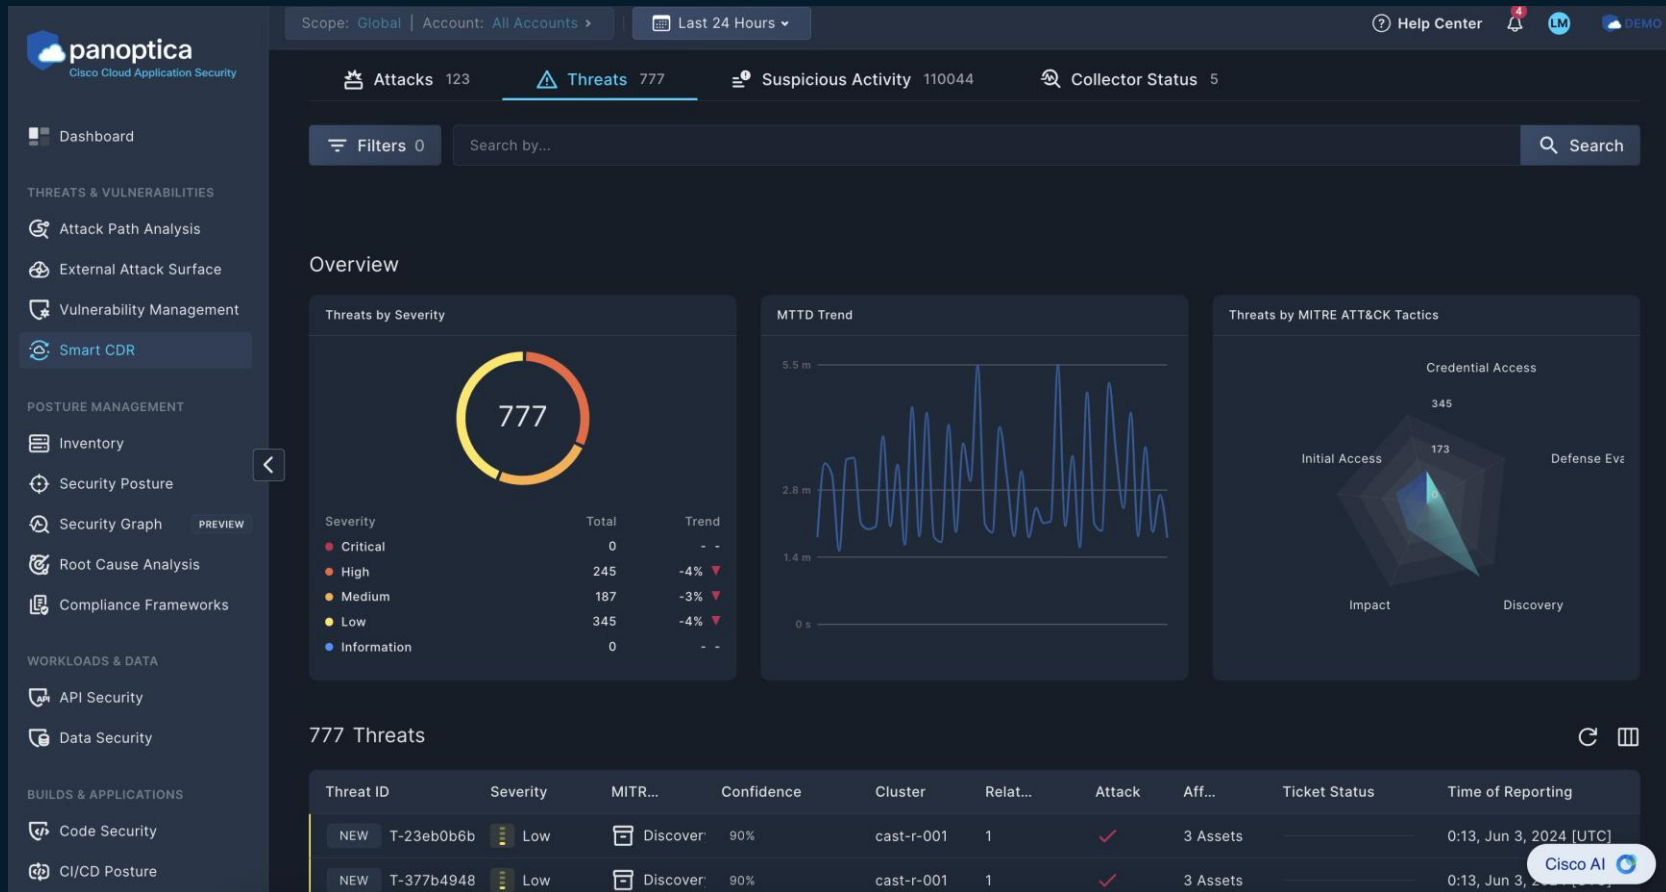 panoptica
Cisco Cloud Application Security
Scope: Global | Account: All Accounts
Last 24 Hours
Help Center
4
LM
DEMO
Attacks 123
Threats 777
Suspicious Activity 110044
Collector Status 5
Filters 0
Search by...
Search
Dashboard
THREATS & VULNERABILITIES
Attack Path Analysis
External Attack Surface
Vulnerability Management
Smart CDR
POSTURE MANAGEMENT
Inventory
Security Posture
Security Graph PREVIEW
Root Cause Analysis
Compliance Frameworks
WORKLOADS & DATA
API Security
Data Security
BUILDS & APPLICATIONS
Code Security
CI/CD Posture
Overview
Threats by Severity
777
Severity Total Trend
Critical 0 - -
High 245 -4%
Medium 187 -3%
Low 345 -4%
Information 0 - -
MTTD Trend
5.5 m
2.8 m
1.4 m
0 s
Threats by MITRE ATT&CK Tactics
Credential Access
345
173
0
Initial Access
Defense Eva
Impact
Discovery
777 Threats
Threat ID Severity MITR... Confidence Cluster Relat... Attack Aff... Ticket Status Time of Reporting
NEW T-23eb0b6b Low Discover 90% cast-r-001 1 3 Assets 0:13, Jun 3, 2024 [UTC]
NEW T-377b4948 Low Discover 90% cast-r-001 1 3 Assets 0:13, Jun 3,
Cisco AI